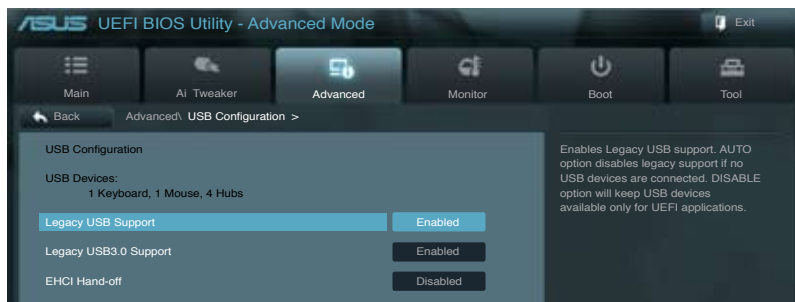 ASUS UEFI BIOS Utility - Advanced Mode
Exit
Main
Ai Tweaker
Advanced
Monitor
Boot
Tool
Back
Advanced\ USB Configuration >
USB Configuration
USB Devices:
1 Keyboard, 1 Mouse, 4 Hubs
Legacy USB Support Enabled
Legacy USB3.0 Support Enabled
EHCI Hand-off Disabled
Enables Legacy USB support. AUTO
option disables legacy support if no
USB devices are connected. DISABLE
option will keep USB devices
available only for UEFI applications.